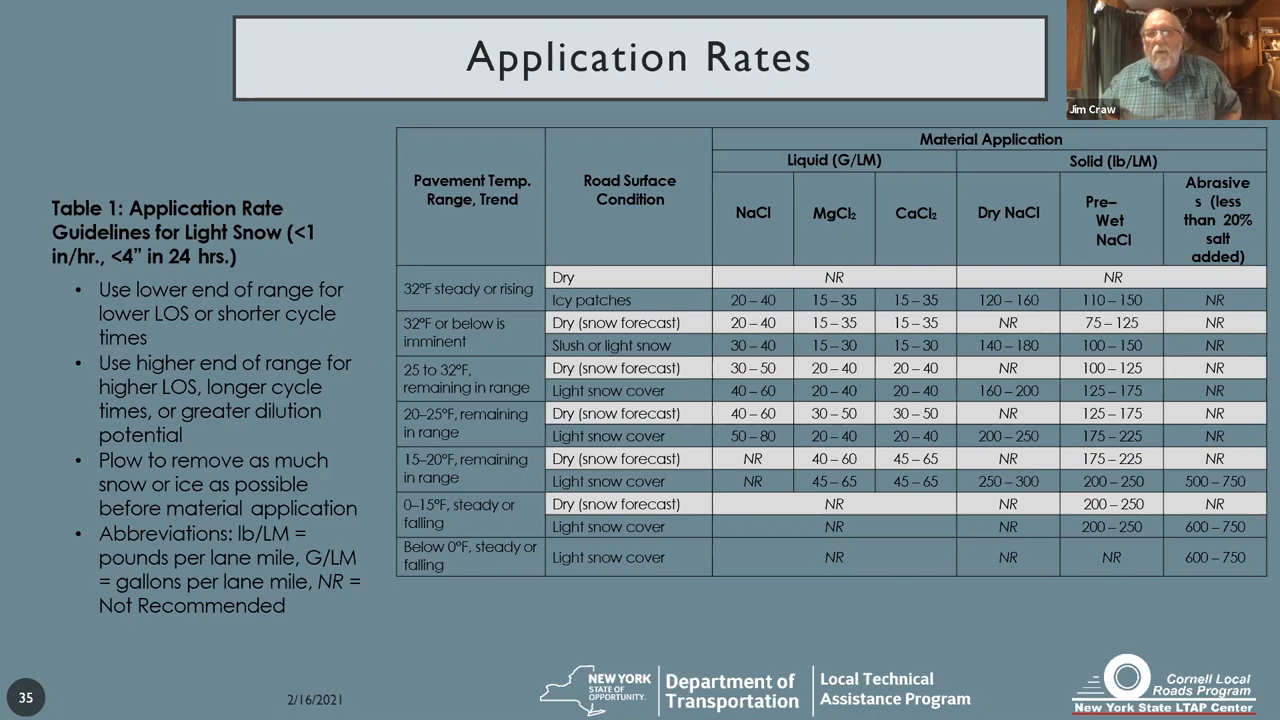 Application Rates
Jim Craw
Table 1: Application Rate
Guidelines for Light Snow (<1
in/hr., <4” in 24 hrs.)
• Use lower end of range for
lower LOS or shorter cycle
times
• Use higher end of range for
higher LOS, longer cycle
times, or greater dilution
potential
• Plow to remove as much
snow or ice as possible
before material application
• Abbreviations: lb/LM =
pounds per lane mile, G/LM
= gallons per lane mile, NR =
Not Recommended
Material Application
Liquid (G/LM) Solid (lb/LM)
Pavement Temp.
Range, Trend
Road Surface
Condition
NaCl
MgCl₂
CaCl₂
Dry NaCl
Pre–
Wet
NaCl
Abrasive
s (less
than 20%
salt
added)
32°F steady or rising
Dry NR NR
Icy patches 20 – 40 15 – 35 15 – 35 120 – 160 110 – 150 NR
32°F or below is
imminent
Dry (snow forecast) 20 – 40 15 – 35 15 – 35 NR 75 – 125 NR
Slush or light snow 30 – 40 15 – 30 15 – 30 140 – 180 100 – 150 NR
25 to 32°F,
remaining in range
Dry (snow forecast) 30 – 50 20 – 40 20 – 40 NR 100 – 125 NR
Light snow cover 40 – 60 20 – 40 20 – 40 160 – 200 125 – 175 NR
20–25°F, remaining
in range
Dry (snow forecast) 40 – 60 30 – 50 30 – 50 NR 125 – 175 NR
Light snow cover 50 – 80 20 – 40 20 – 40 200 – 250 175 – 225 NR
15–20°F, remaining
in range
Dry (snow forecast) NR 40 – 60 45 – 65 NR 175 – 225 NR
Light snow cover NR 45 – 65 45 – 65 250 – 300 200 – 250 500 – 750
0–15°F, steady or
falling
Dry (snow forecast) NR NR 200 – 250 NR
Light snow cover NR NR 200 – 250 600 – 750
Below 0°F, steady or
falling
Light snow cover NR NR NR 600 – 750
35
2/16/2021
NEW YORK
STATE OF
OPPORTUNITY.
Department of
Transportation
Local Technical
Assistance Program
Cornell Local
Roads Program
New York State LTAP Center